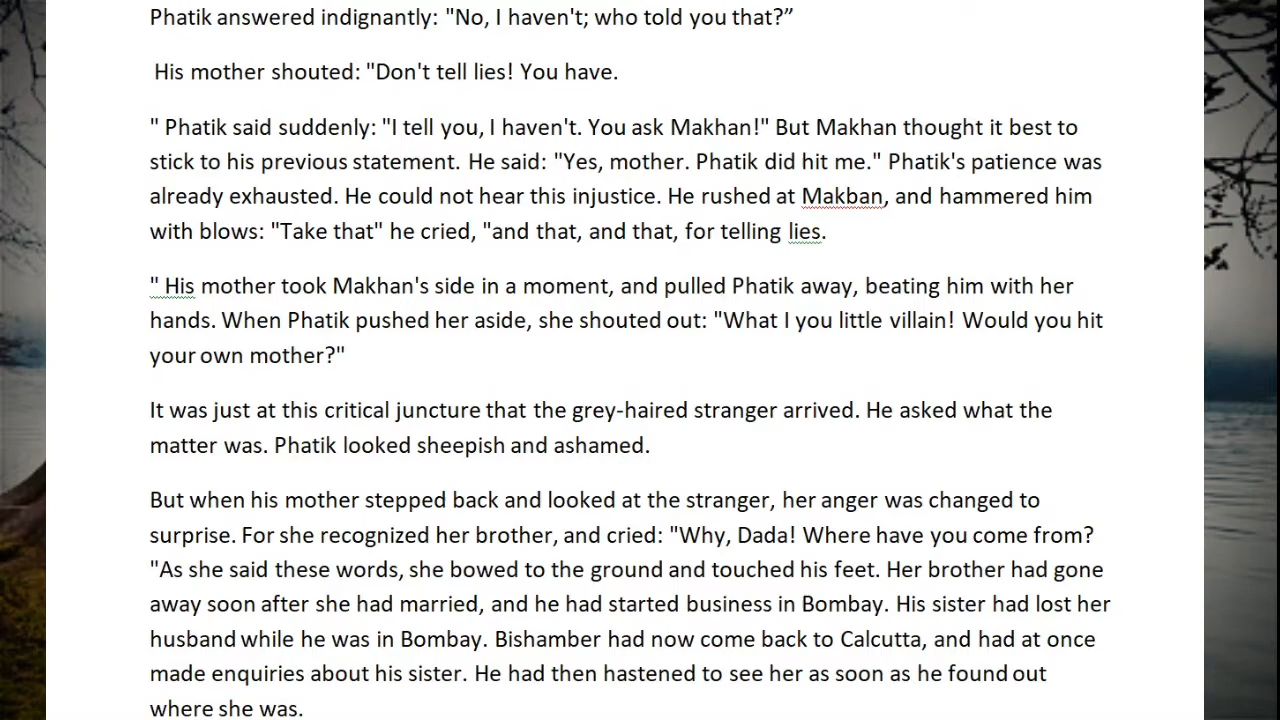 Phatik answered indignantly: "No, I haven't; who told you that?”
His mother shouted: "Don't tell lies! You have.
" Phatik said suddenly: "I tell you, I haven't. You ask Makhan!" But Makhan thought it best to
stick to his previous statement. He said: "Yes, mother. Phatik did hit me." Phatik's patience was
already exhausted. He could not hear this injustice. He rushed at Makban, and hammered him
with blows: "Take that" he cried, "and that, and that, for telling lies.
" His mother took Makhan's side in a moment, and pulled Phatik away, beating him with her
hands. When Phatik pushed her aside, she shouted out: "What I you little villain! Would you hit
your own mother?"
It was just at this critical juncture that the grey-haired stranger arrived. He asked what the
matter was. Phatik looked sheepish and ashamed.
But when his mother stepped back and looked at the stranger, her anger was changed to
surprise. For she recognized her brother, and cried: "Why, Dada! Where have you come from?
"As she said these words, she bowed to the ground and touched his feet. Her brother had gone
away soon after she had married, and he had started business in Bombay. His sister had lost her
husband while he was in Bombay. Bishamber had now come back to Calcutta, and had at once
made enquiries about his sister. He had then hastened to see her as soon as he found out
where she was.